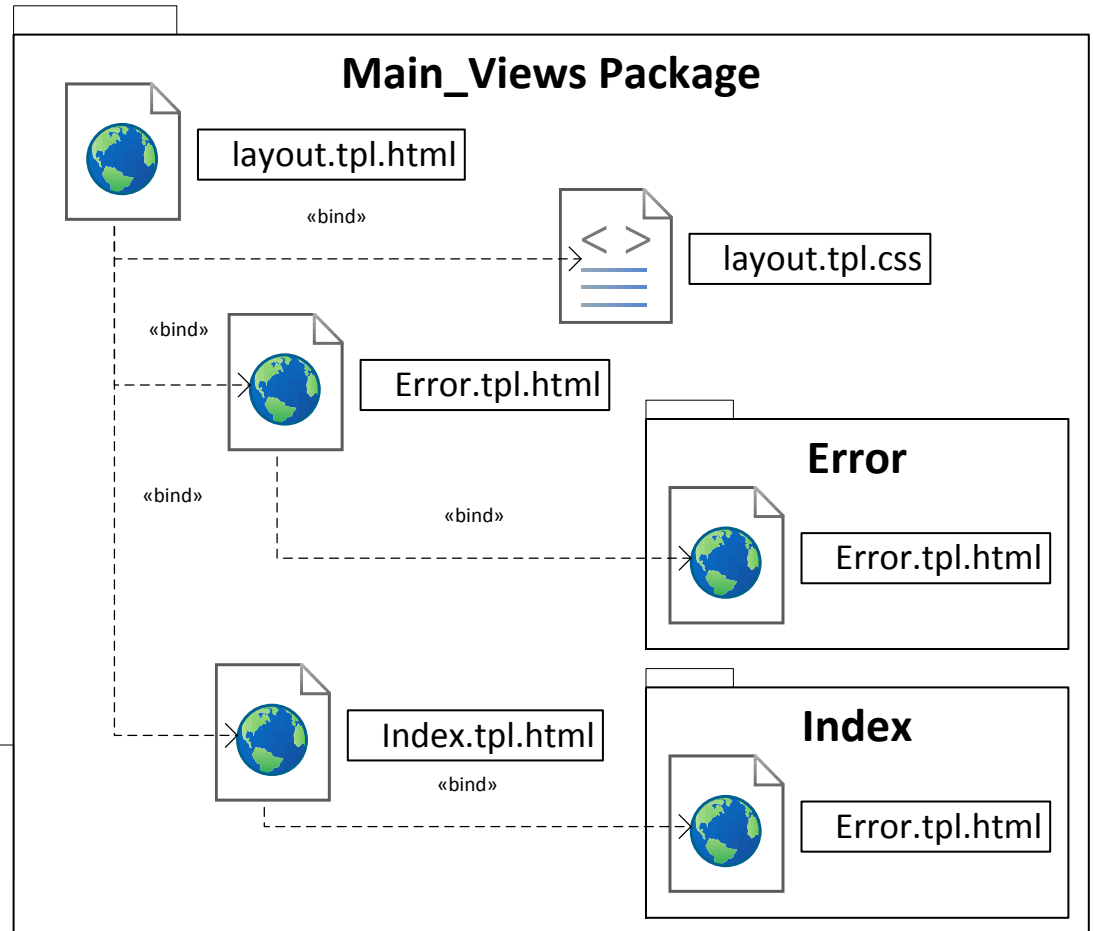 Main_Views Package
layout.tpl.html
«bind»
layout.tpl.css
«bind»
Error.tpl.html
Error
«bind»
«bind»
Error.tpl.html
Index.tpl.html
Index
«bind»
Error.tpl.html